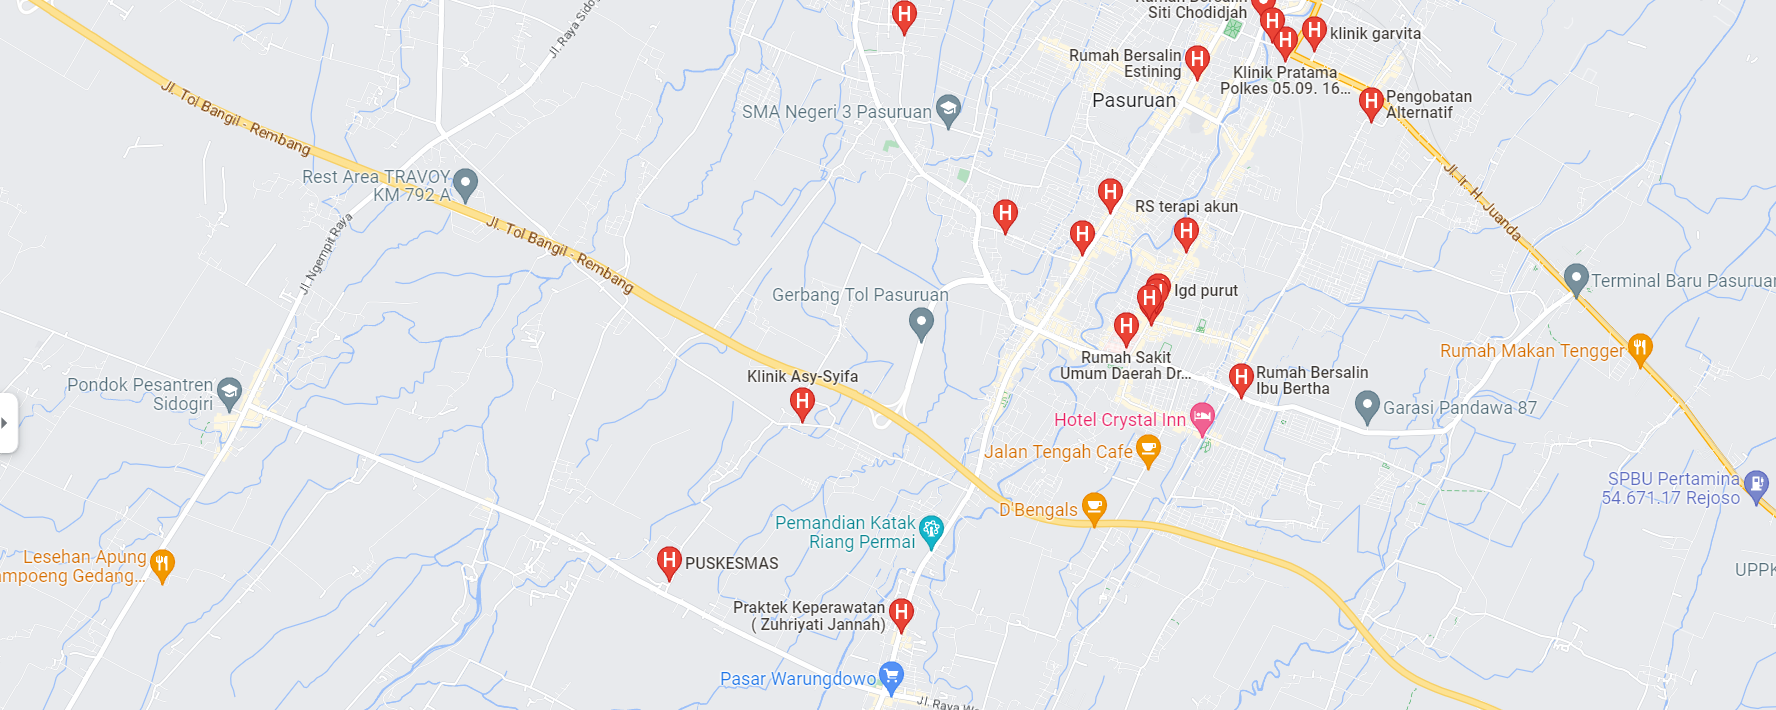 Rumah Bersalin
Siti Chodidjah
klinik garvita
Rumah Bersalin
Estining
Klinik Pratama
Polkes 05.09. 16...
Pasuruan
Pengobatan
Alternatif
Jl. Raya Sido
SMA Negeri 3 Pasuruan
Jl. Tol Bangil - Rembang
Rest Area TRAVOY
KM 792 A
Jl. Ir. H. Juanda
RS terapi akun
Jl. Tol Bangil - Rembang
Jl. Ngempit Raya
Gerbang Tol Pasuruan
Igd purut
Terminal Baru Pasuruan
Rumah Makan Tengger
Rumah Sakit
Umum Daerah Dr...
Klinik Asy-Syifa
Rumah Bersalin
Ibu Bertha
Pondok Pesantren
Sidogiri
Garasi Pandawa 87
Hotel Crystal Inn
Jalan Tengah Cafe
SPBU Pertamina
54.671.17 Rejoso
D'Bengals
Pemandian Katak
Riang Permai
Lesehan Apung
ampoeng Gedang...
PUSKESMAS
UPPK
Praktek Keperawatan
( Zuhriyati Jannah)
Pasar Warungdowo
Jl. Raya W